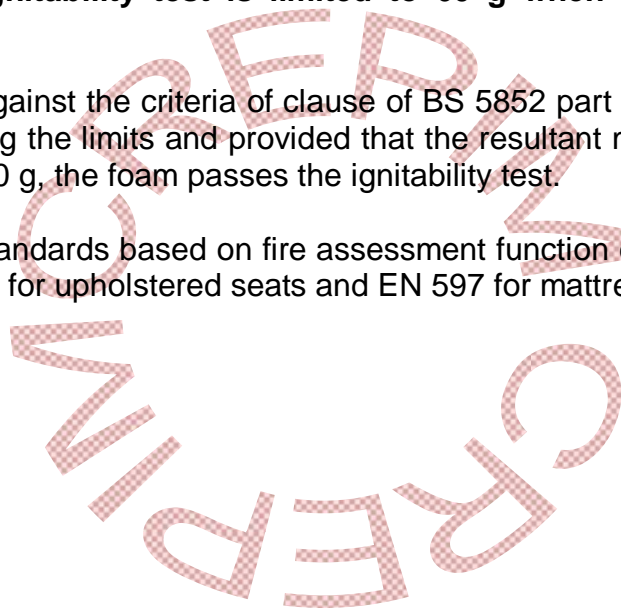 gnitability test is limited to 60 g when
gainst the criteria of clause of BS 5852 part
g the limits and provided that the resultant
0 g, the foam passes the ignitability test.
andards based on fire assessment function
for upholstered seats and EN 597 for mattre
CREPIM CREPIM